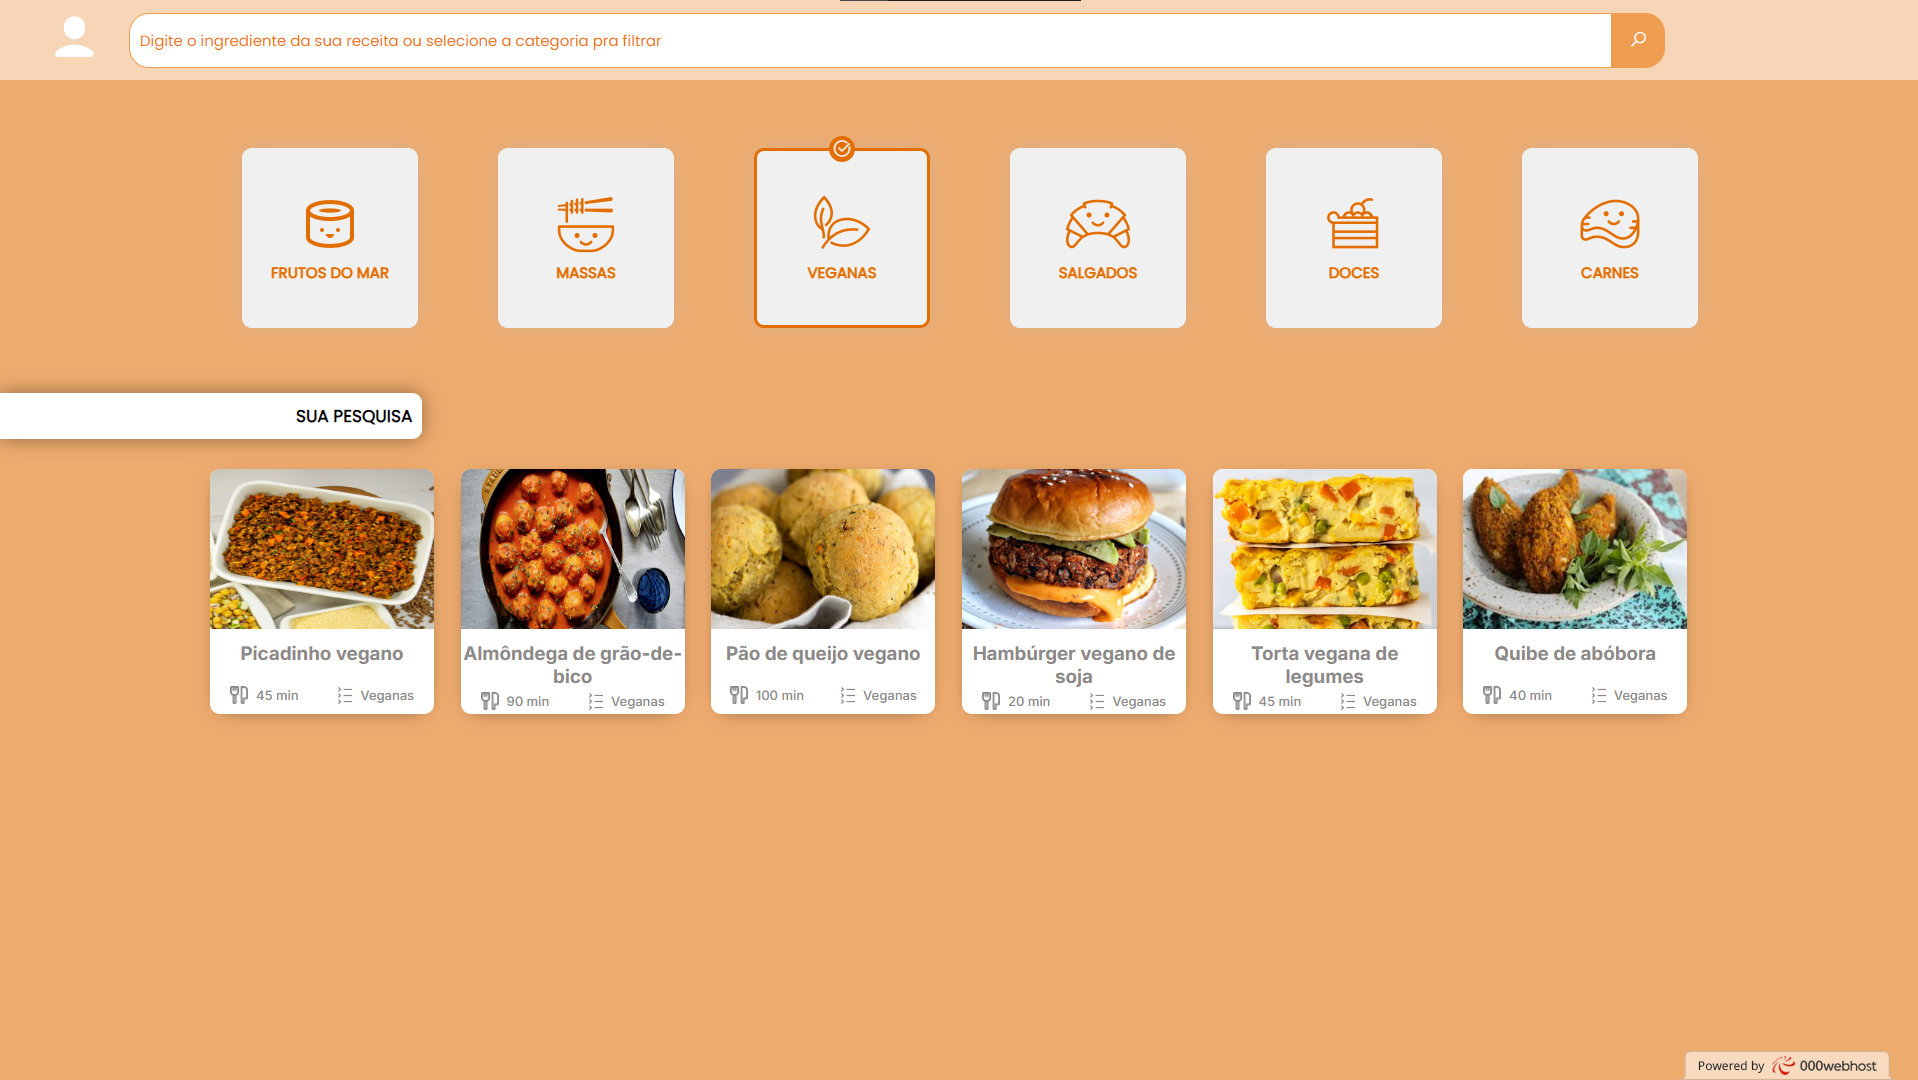 Digite o ingrediente da sua receita ou selecione a categoria pra filtrar
FRUTOS DO MAR
MASSAS
VEGANAS
SALGADOS
DOCES
CARNES
SUA PESQUISA
Picadinho vegano
45 min
Veganas
Almôndega de grão-de-
bico
90 min
Veganas
Pão de queijo vegano
100 min
Veganas
Hambúrger vegano de
soja
20 min
Veganas
Torta vegana de
legumes
45 min
Veganas
Quibe de abóbora
40 min
Veganas
Powered by 000webhost